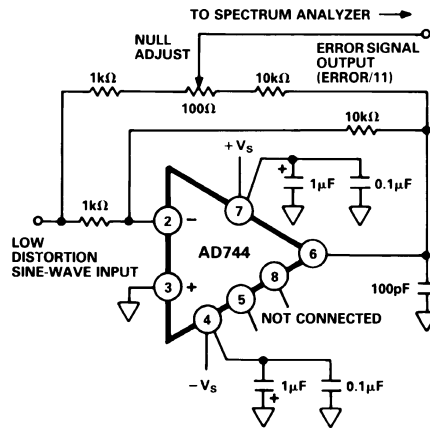 TO SPECTRUM ANALYZER
NULL
ADJUST
ERROR SIGNAL
OUTPUT
(ERROR/11)
1kΩ
100Ω
10kΩ
10kΩ
+VS
+
1µF
0.1µF
1kΩ
LOW
DISTORTION
SINE-WAVE INPUT
2
−
7
AD744
6
3
+
8
5
4
NOT CONNECTED
100pF
−VS
1µF
+
0.1µF